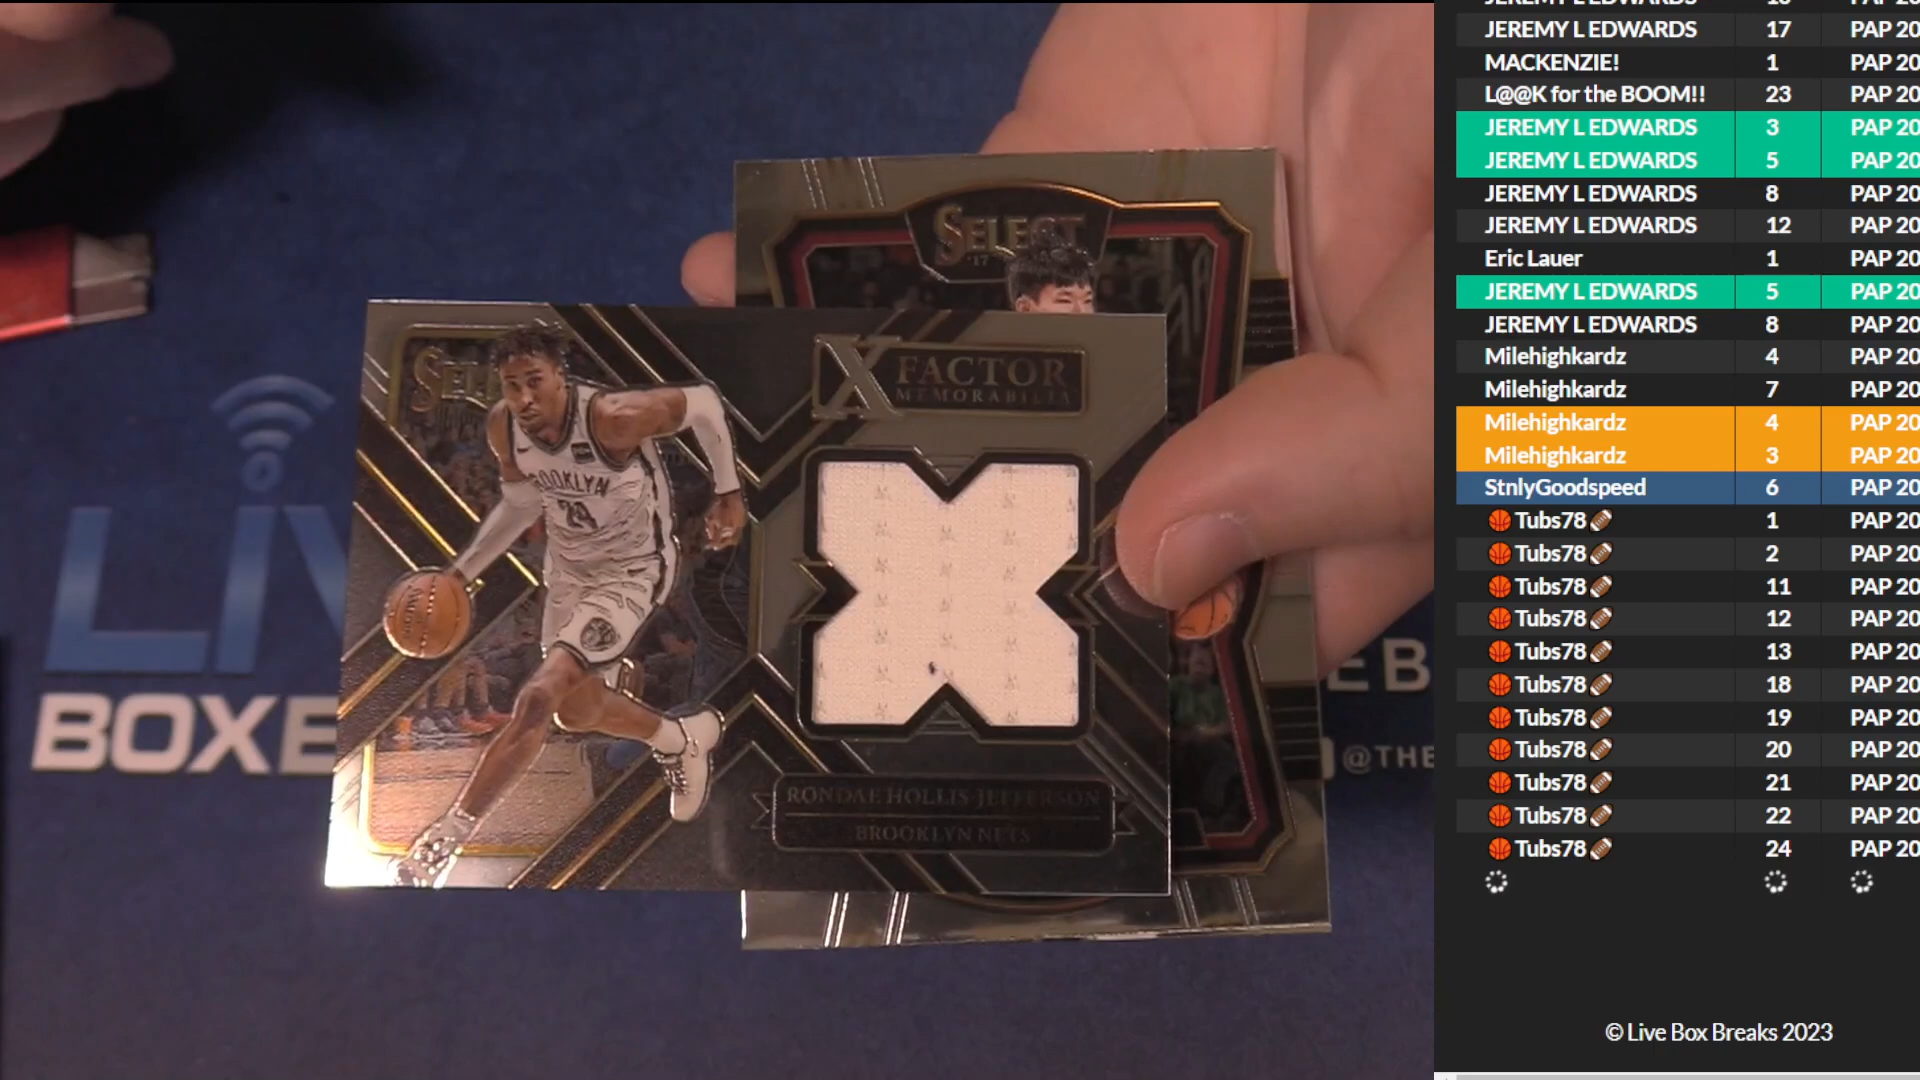 SELECT
'17
X FACTOR
MEMORABILIA
BROOKLYN
24
RONDAE HOLLIS-JEFFERSON
BROOKLYN NETS
BOXE
EB
@THE
JEREMY L EDWARDS
JEREMY L EDWARDS 17 PAP 20
MACKENZIE! 1 PAP 20
L@@K for the BOOM!! 23 PAP 20
JEREMY L EDWARDS 3 PAP 20
JEREMY L EDWARDS 5 PAP 20
JEREMY L EDWARDS 8 PAP 20
JEREMY L EDWARDS 12 PAP 20
Eric Lauer 1 PAP 20
JEREMY L EDWARDS 5 PAP 20
JEREMY L EDWARDS 8 PAP 20
Milehighkardz 4 PAP 20
Milehighkardz 7 PAP 20
Milehighkardz 4 PAP 20
Milehighkardz 3 PAP 20
StnlyGoodspeed 6 PAP 20
🏀 Tubs78🏈 1 PAP 20
🏀 Tubs78🏈 2 PAP 20
🏀 Tubs78🏈 11 PAP 20
🏀 Tubs78🏈 12 PAP 20
🏀 Tubs78🏈 13 PAP 20
🏀 Tubs78🏈 18 PAP 20
🏀 Tubs78🏈 19 PAP 20
🏀 Tubs78🏈 20 PAP 20
🏀 Tubs78🏈 21 PAP 20
🏀 Tubs78🏈 22 PAP 20
🏀 Tubs78🏈 24 PAP 20
© Live Box Breaks 2023